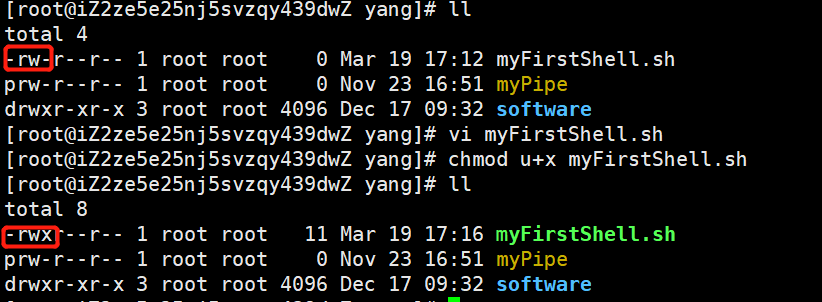 [root@iZ2ze5e25nj5svzqy439dwZ yang]# ll
total 4
-rw-r--r-- 1 root root    0 Mar 19 17:12 myFirstShell.sh
prw-r--r-- 1 root root    0 Nov 23 16:51 myPipe
drwxr-xr-x 3 root root 4096 Dec 17 09:32 software
[root@iZ2ze5e25nj5svzqy439dwZ yang]# vi myFirstShell.sh
[root@iZ2ze5e25nj5svzqy439dwZ yang]# chmod u+x myFirstShell.sh
[root@iZ2ze5e25nj5svzqy439dwZ yang]# ll
total 8
-rwxr--r-- 1 root root   11 Mar 19 17:16 myFirstShell.sh
prw-r--r-- 1 root root    0 Nov 23 16:51 myPipe
drwxr-xr-x 3 root root 4096 Dec 17 09:32 software